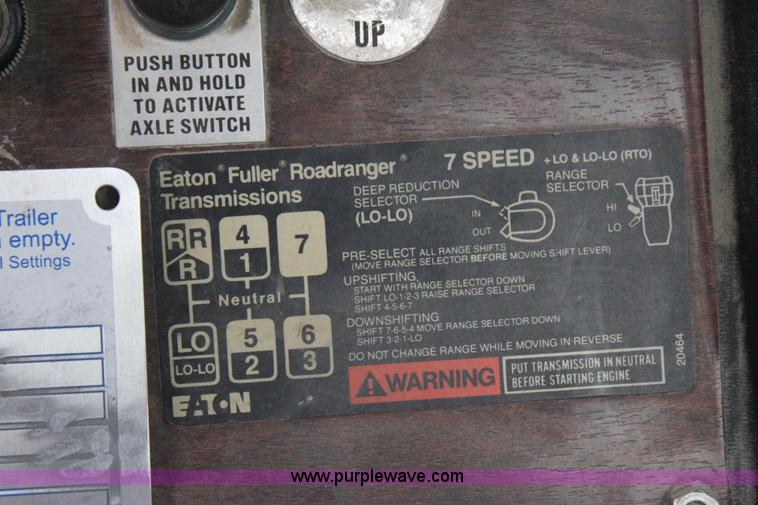 UP
PUSH BUTTON
IN AND HOLD
TO ACTIVATE
AXLE SWITCH
Trailer
empty.
Settings
Eaton® Fuller® Roadranger®
Transmissions
7 SPEED + LO & LO-LO (RTO)
DEEP REDUCTION
SELECTOR
(LO-LO)
IN
OUT
RANGE
SELECTOR
HI
LO
RR
R
4
1
7
Neutral
LO
LO-LO
5
2
6
3
PRE-SELECT ALL RANGE SHIFTS
(MOVE RANGE SELECTOR BEFORE MOVING SHIFT LEVER)
UPSHIFTING
START WITH RANGE SELECTOR DOWN
SHIFT LO-1-2-3 RAISE RANGE SELECTOR
SHIFT 4-5-6-7
DOWNSHIFTING
SHIFT 7-6-5-4 MOVE RANGE SELECTOR DOWN
SHIFT 3-2-1-LO
DO NOT CHANGE RANGE WHILE MOVING IN REVERSE
WARNING
PUT TRANSMISSION IN NEUTRAL
BEFORE STARTING ENGINE
20464
EATON
www.purplewave.com